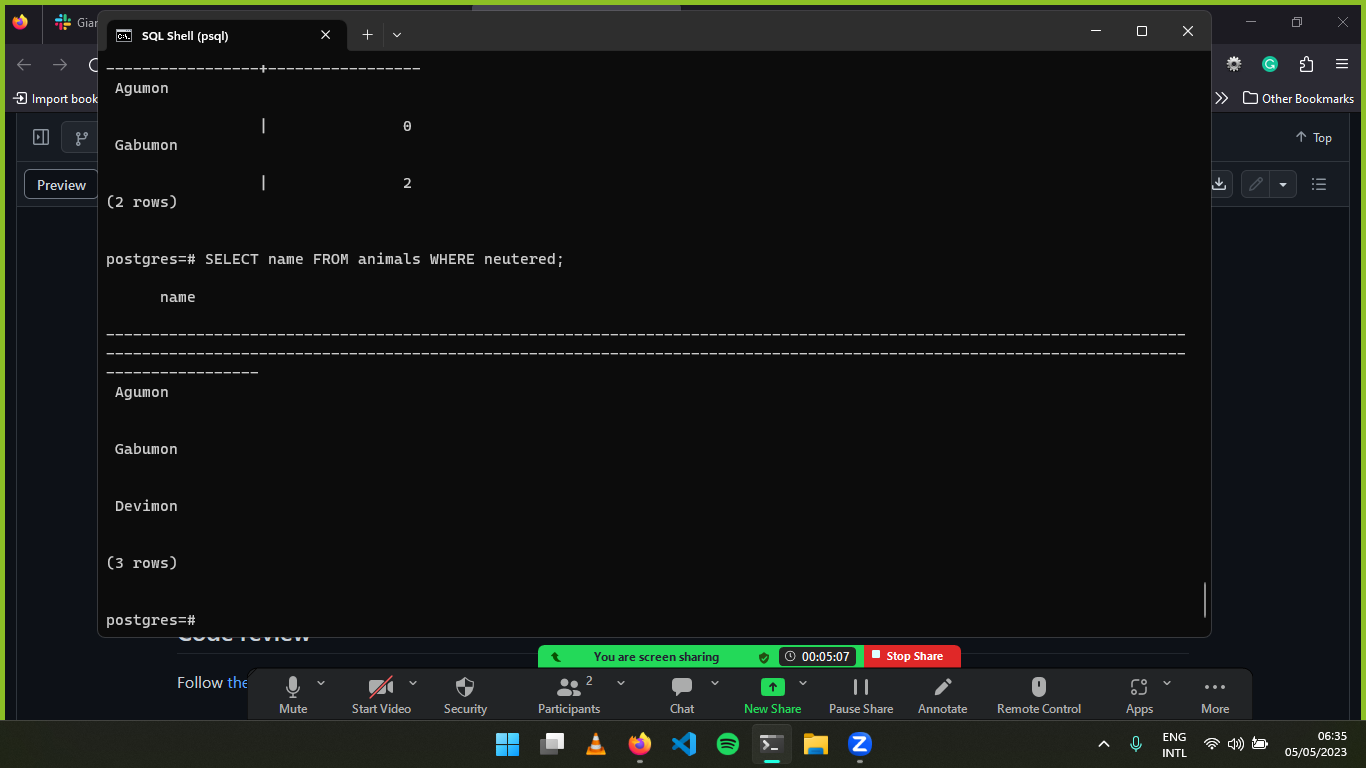 Gian
SQL Shell (psql)
Import book
Other Bookmarks
Top
Preview
-----------------+-----------------
Agumon
| 0
Gabumon
| 2
(2 rows)
postgres=# SELECT name FROM animals WHERE neutered;
name
------------------------------------------------------------------------------------------------------------------------
------------------------------------------------------------------------------------------------------------------------
-----------------
Agumon
Gabumon
Devimon
(3 rows)
postgres=#
Code review
You are screen sharing
00:05:07
Stop Share
Follow the
2
Mute
Start Video
Security
Participants
Chat
New Share
Pause Share
Annotate
Remote Control
Apps
More
ENG
INTL
06:35
05/05/2023